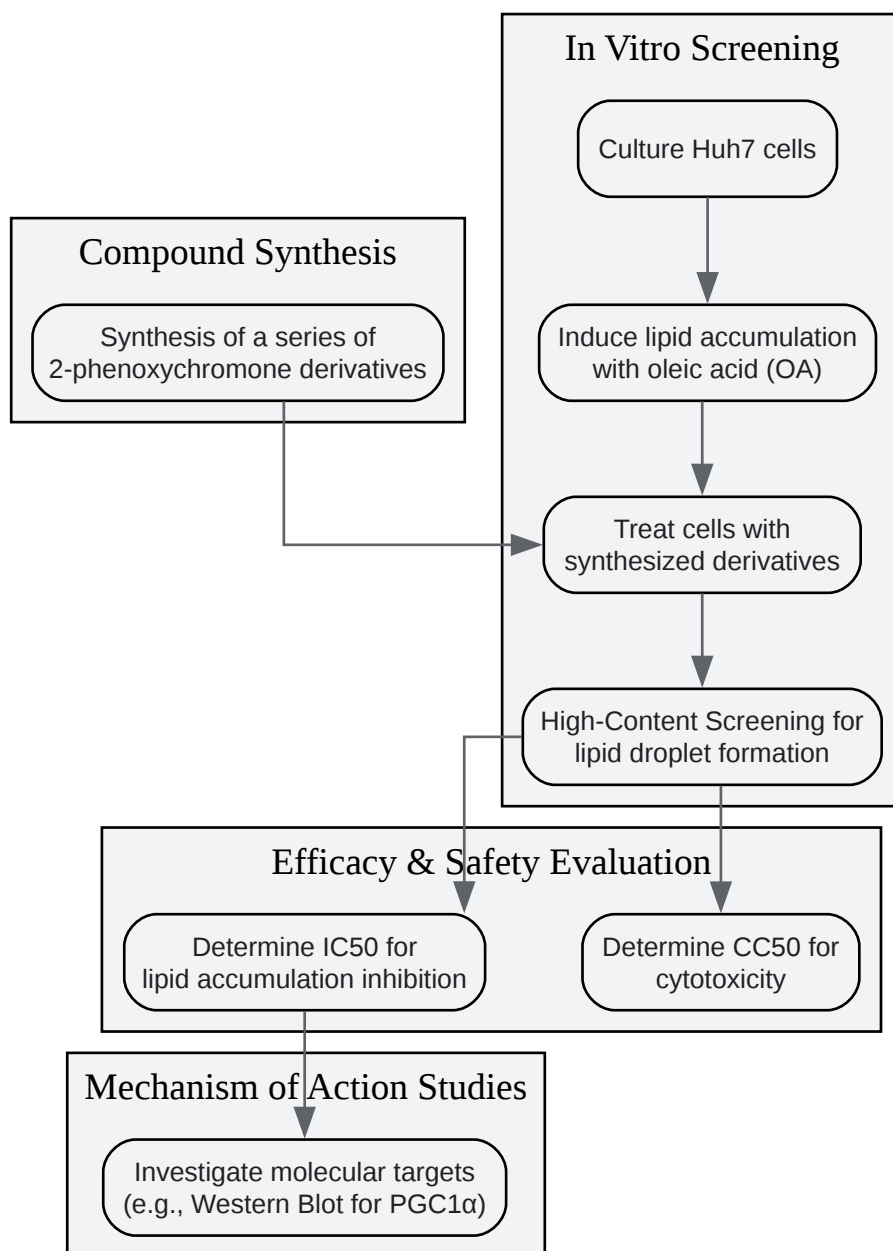 In Vitro Screening
Culture Huh7 cells
Compound Synthesis
Synthesis of a series of
2-phenoxychromone derivatives
Induce lipid accumulation
with oleic acid (OA)
Treat cells with
synthesized derivatives
High-Content Screening for
lipid droplet formation
Efficacy & Safety Evaluation
Determine IC50 for
lipid accumulation inhibition
Determine CC50 for
cytotoxicity
Mechanism of Action Studies
Investigate molecular targets
(e.g., Western Blot for PGC1α)